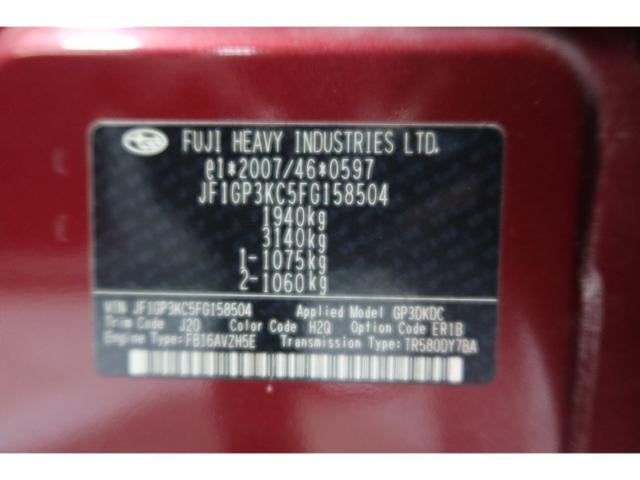 FUJI HEAVY INDUSTRIES LTD.
e1*2007/46*0597
JF1GP3KC5FG158504
1940kg
3140kg
1-1075kg
2-1060kg
VIN JF1GP3KC5FG158504 Applied Model GP3DKDC
Trim Code J20 Color Code H2Q Option Code ER1B
Engine Type:FB16AVZH5E Transmission Type:TR580DY7BA